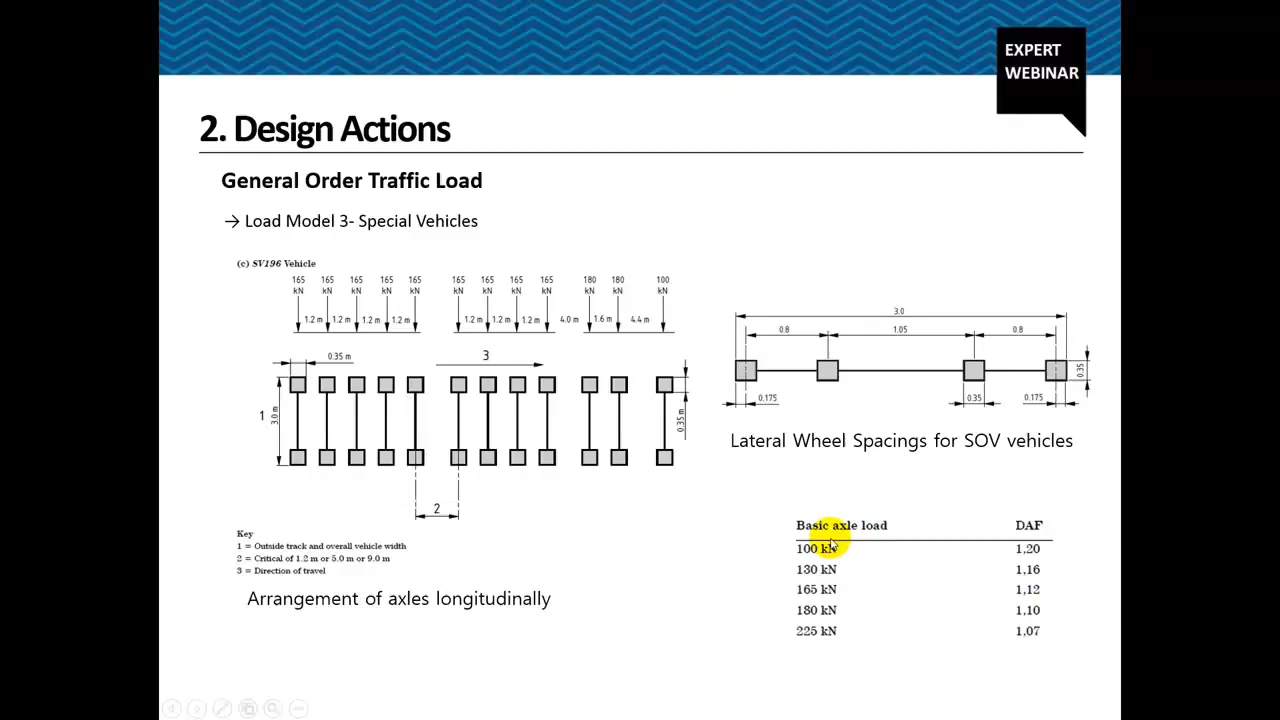 EXPERT
WEBINAR
2. Design Actions
General Order Traffic Load
→ Load Model 3- Special Vehicles
(c) SV196 Vehicle
165 165 165 165 165 165 165 165 165 180 180 100
kN kN kN kN kN kN kN kN kN kN kN kN
1.2 m 1.2 m 1.2 m 1.2 m 1.2 m 1.2 m 1.2 m 4.0 m 1.6 m 4.4 m
0.35 m
3
1
3.0 m
0.35 m
2
Key
1 = Outside track and overall vehicle width
2 = Critical of 1.2 m or 5.0 m or 9.0 m
3 = Direction of travel
Arrangement of axles longitudinally
3.0
0.8 1.05 0.8
0.35
0.175 0.35 0.175
Lateral Wheel Spacings for SOV vehicles
Basic axle load DAF
100 kN 1,20
130 kN 1,16
165 kN 1,12
180 kN 1,10
225 kN 1,07